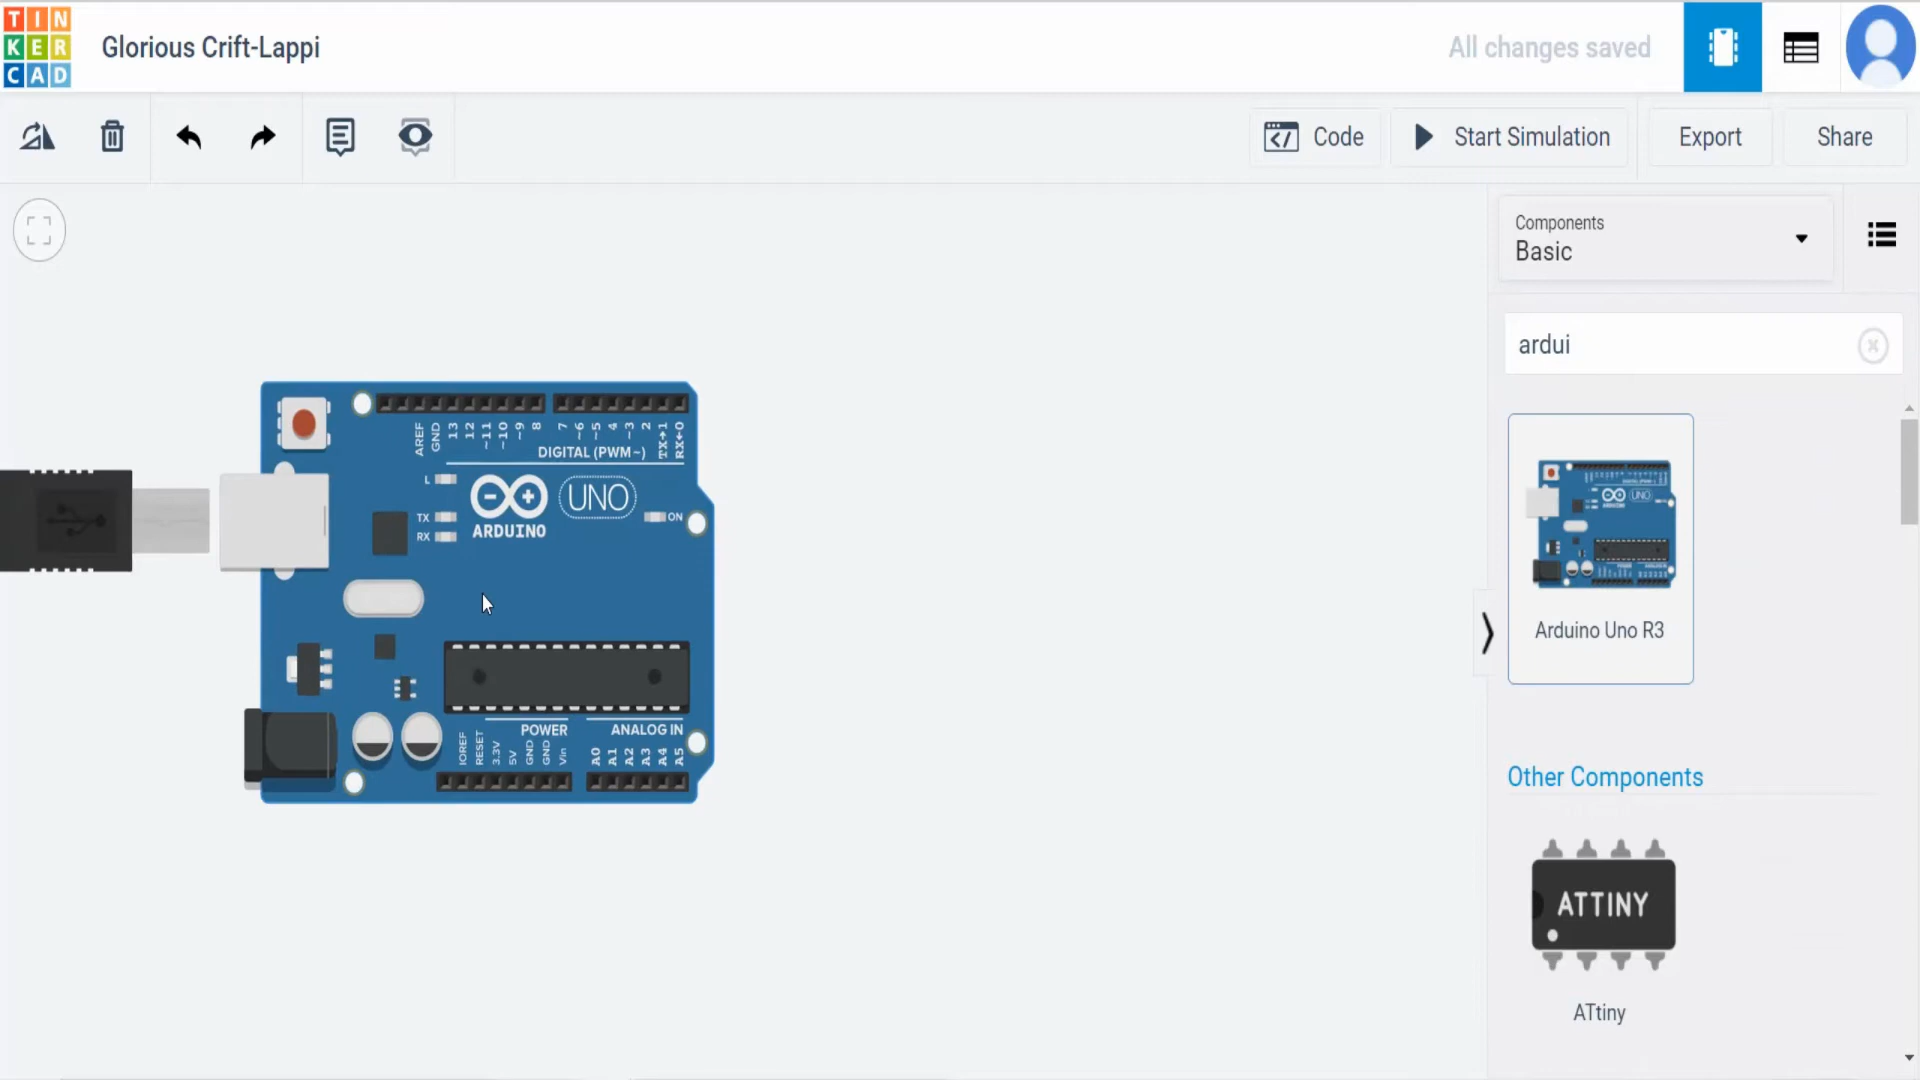 TIN
KER
CAD
Glorious Crift-Lappi
All changes saved
Code
Start Simulation
Export
Share
Components
Basic
ardui
Arduino Uno R3
Other Components
ATTINY
ATtiny
AREF
GND
13
12
~11
~10
~9
8
7
~6
~5
4
~3
2
TX→1
RX←0
DIGITAL (PWM~)
L
TX
RX
ARDUINO
UNO
ON
POWER
ANALOG IN
IOREF
RESET
3.3V
5V
GND
GND
Vin
A0
A1
A2
A3
A4
A5